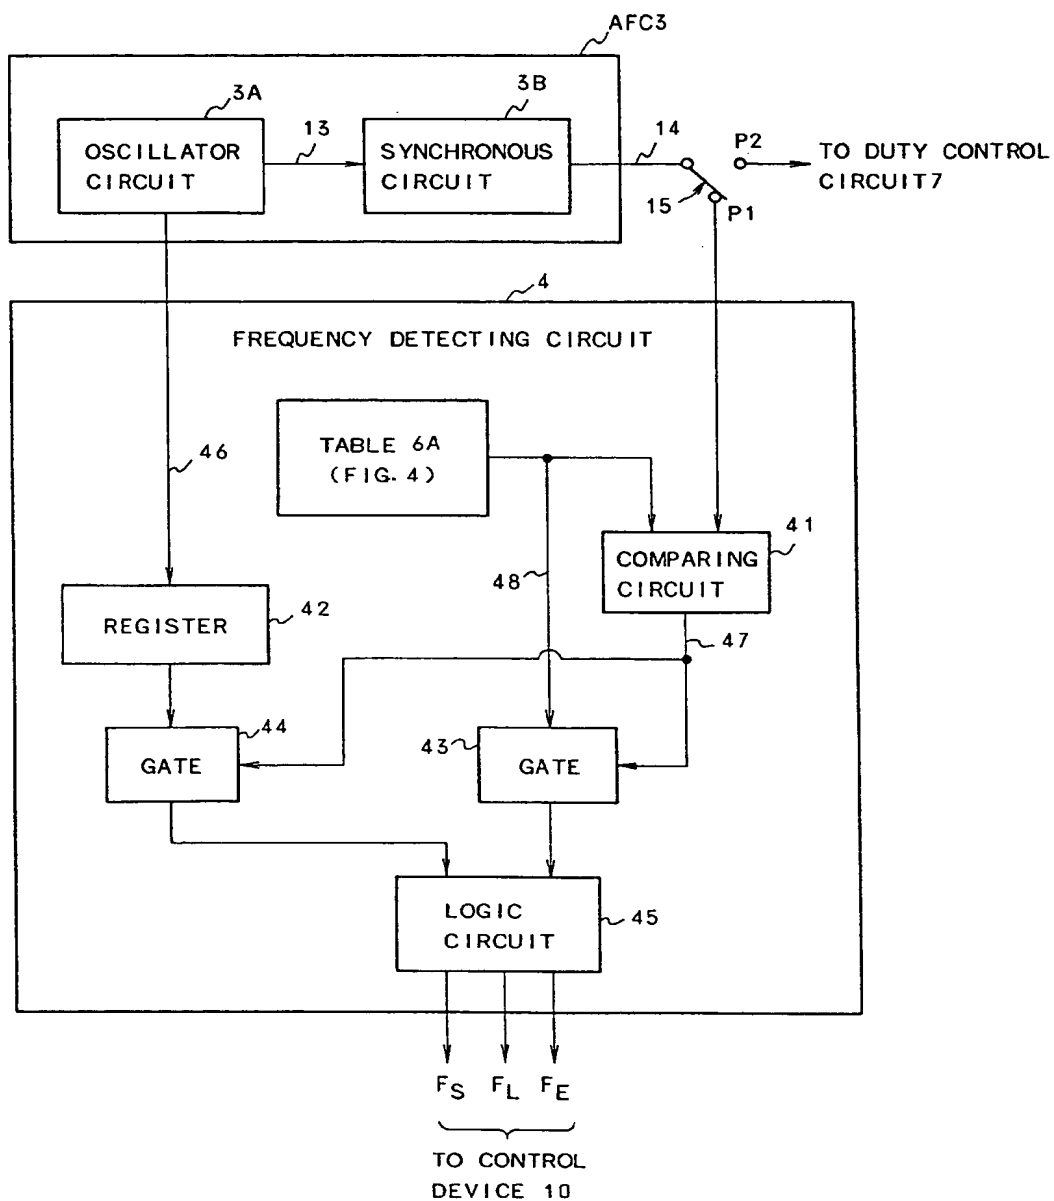 AFC3
3A
3B
OSCILLATOR
CIRCUIT
13
SYNCHRONOUS
CIRCUIT
14
P2
TO DUTY CONTROL
CIRCUIT7
15
P1
4
FREQUENCY DETECTING CIRCUIT
TABLE 6A
(FIG. 4)
46
41
COMPARING
CIRCUIT
48
42
REGISTER
47
44
GATE
43
GATE
LOGIC
CIRCUIT
45
FS FL FE
TO CONTROL
DEVICE 10